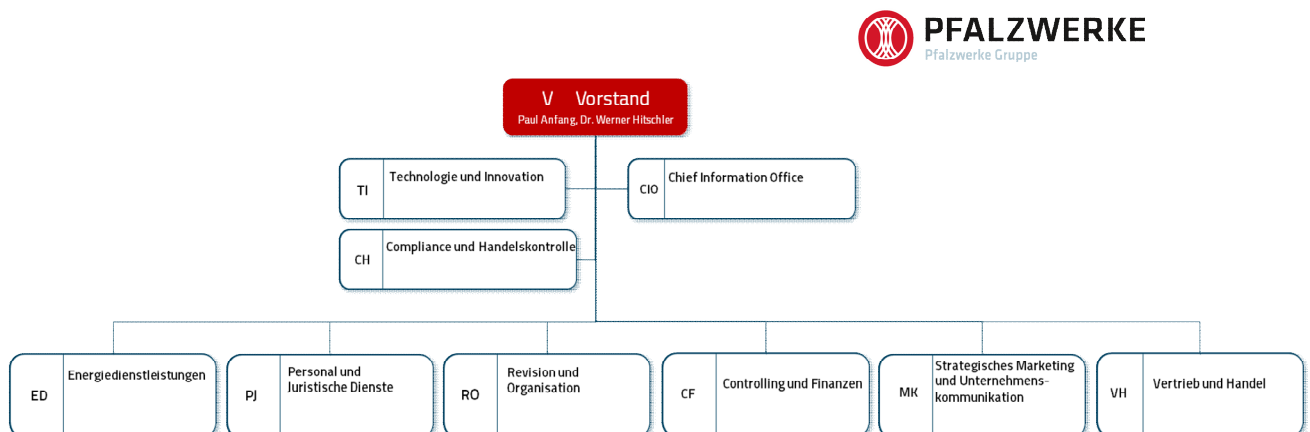 PFALZWERKE
Pfalzwerke Gruppe
V Vorstand
Paul Anfang, Dr. Werner Hitschler
TI
Technologie und Innovation
CIO
Chief Information Office
CH
Compliance und Handelskontrolle
ED
Energiedienstleistungen
PJ
Personal und
Juristische Dienste
RO
Revision und
Organisation
CF
Controlling und Finanzen
MK
Strategisches Marketing
und Unternehmens-
kommunikation
VH
Vertrieb und Handel